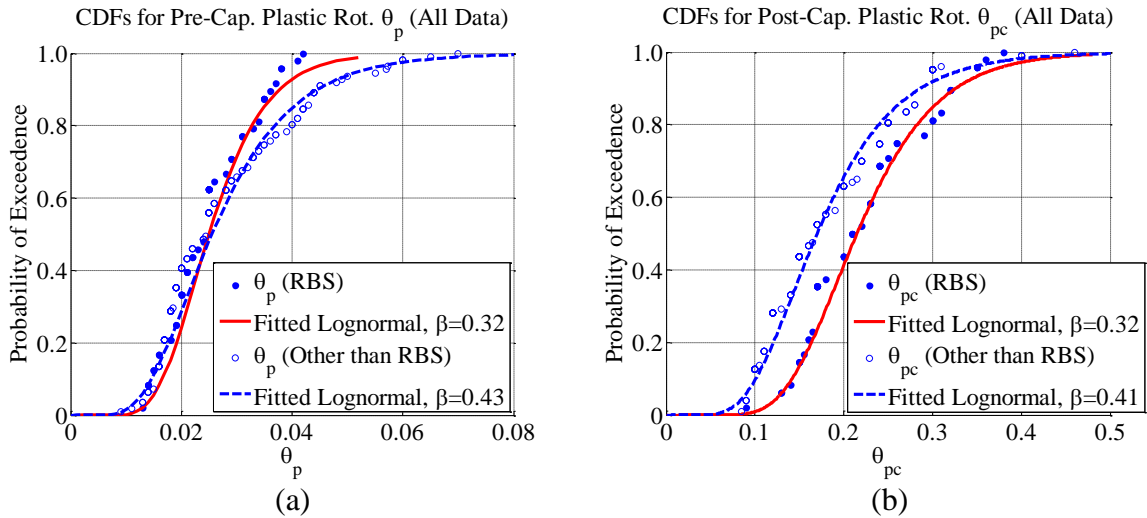 CDFs for Pre-Cap. Plastic Rot. θp (All Data)
Probability of Exceedence
1.0
0.8
0.6
0.4
0.2
0
θp (RBS)
Fitted Lognormal, β=0.32
θp (Other than RBS)
Fitted Lognormal, β=0.43
0 0.02 0.04 0.06 0.08
θp
(a)
CDFs for Post-Cap. Plastic Rot. θpc (All Data)
Probability of Exceedence
1.0
0.8
0.6
0.4
0.2
0
θpc (RBS)
Fitted Lognormal, β=0.32
θpc (Other than RBS)
Fitted Lognormal, β=0.41
0 0.1 0.2 0.3 0.4 0.5
θpc
(b)